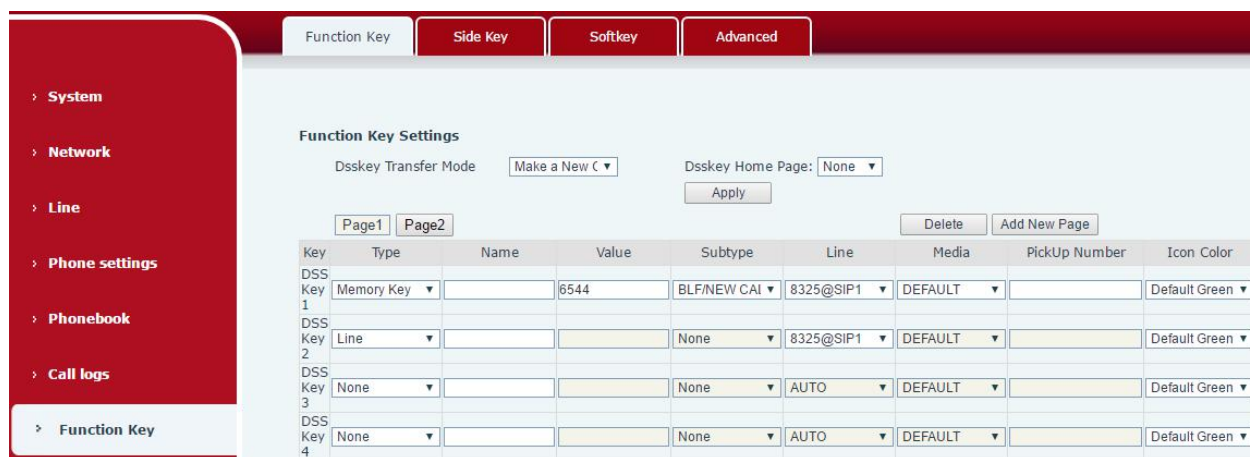 Function Key Side Key Softkey Advanced
System
Network
Line
Phone settings
Phonebook
Call logs
Function Key
Function Key Settings
Dsskey Transfer Mode Make a New C Dsskey Home Page: None
Apply
Page1 Page2 Delete Add New Page
Key Type Name Value Subtype Line Media PickUp Number Icon Color
DSS Key 1 Memory Key 6544 BLF/NEW CAL 8325@SIP1 DEFAULT Default Green
DSS Key 2 Line None 8325@SIP1 DEFAULT Default Green
DSS Key 3 None None AUTO DEFAULT Default Green
DSS Key 4 None None AUTO DEFAULT Default Green